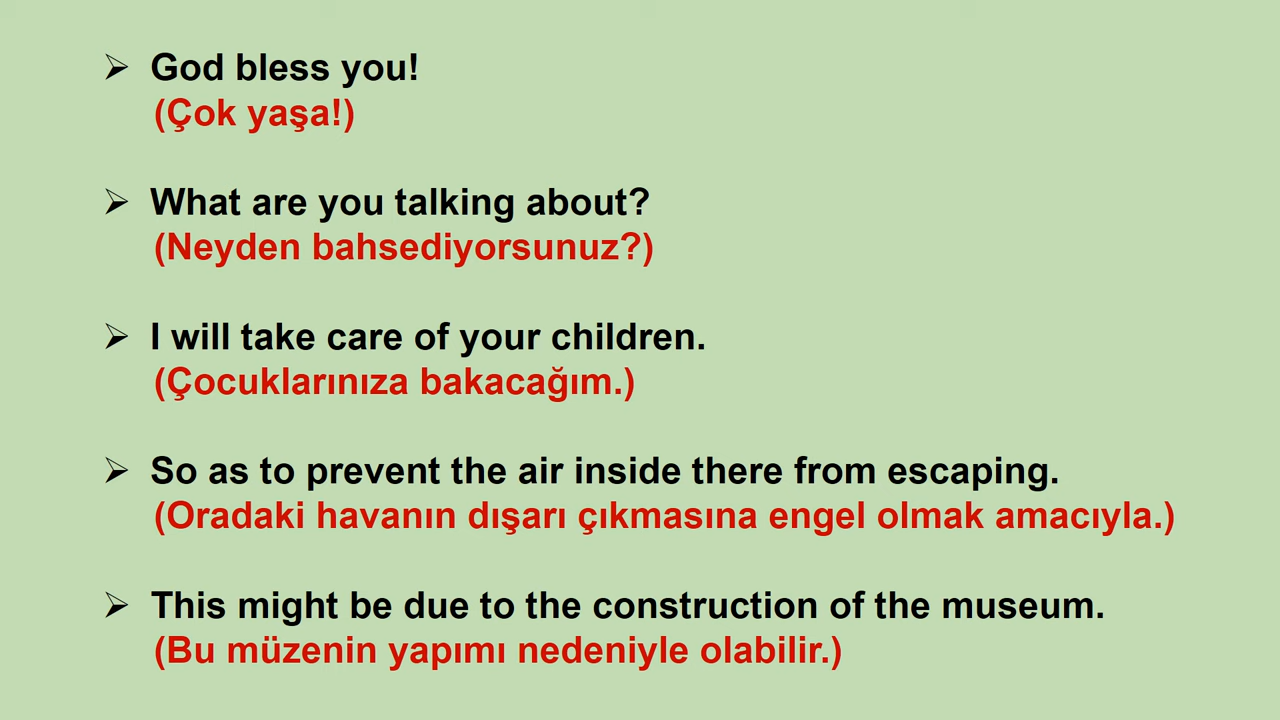 God bless you!
(Çok yaşa!)
What are you talking about?
(Neyden bahsediyorsunuz?)
I will take care of your children.
(Çocuklarınıza bakacağım.)
So as to prevent the air inside there from escaping.
(Oradaki havanın dışarı çıkmasına engel olmak amacıyla.)
This might be due to the construction of the museum.
(Bu müzenin yapımı nedeniyle olabilir.)